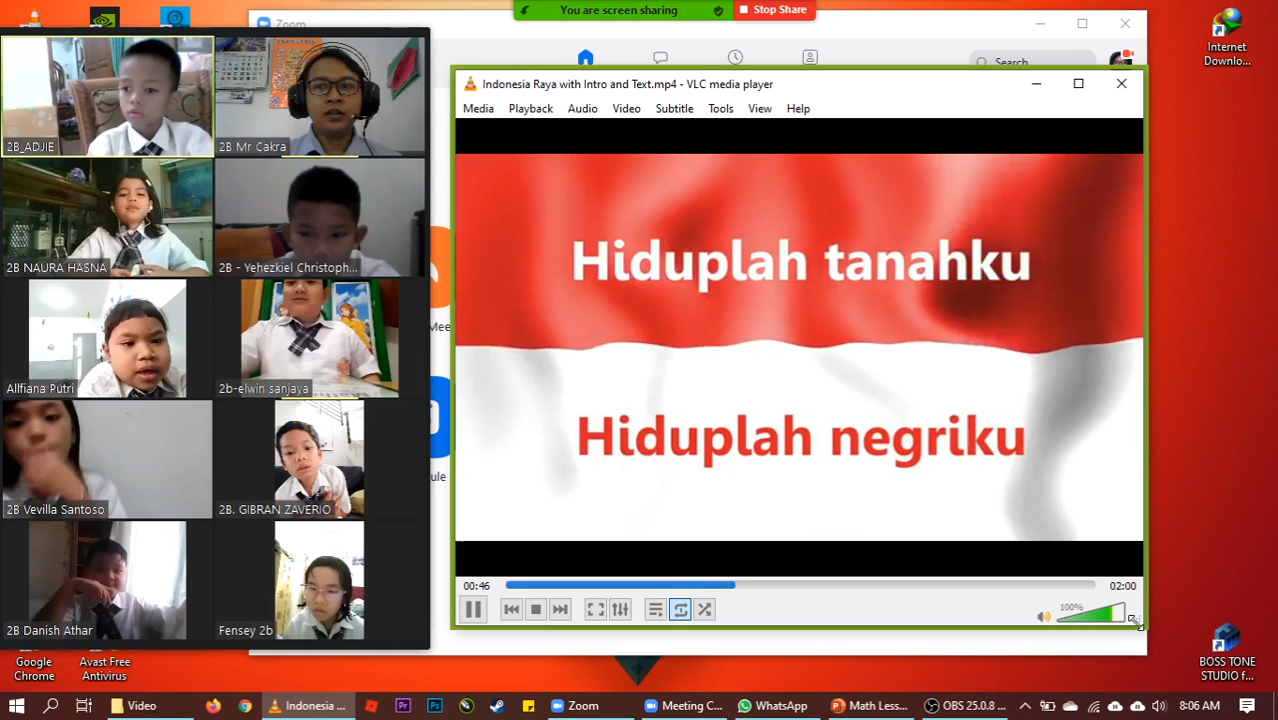 Zoom
You are screen sharing
Stop Share
Search
Internet
Downlo...
2B_ADJIE
2B Mr Cakra
2B NAURA HASNA
2B - Yehezkiel Christoph...
Allfiana Putri
2b-elwin sanjaya
2B Vevilla Santoso
2B. GIBRAN ZAVERIO
2B Danish Athar
Fensey 2b
Mee
ule
Indonesia Raya with Intro and Text.mp4 - VLC media player
Media Playback Audio Video Subtitle Tools View Help
Hiduplah tanahku
Hiduplah negriku
00:46
02:00
100%
Google
Chrome
Avast Free
Antivirus
BOSS TONE
STUDIO f...
Video
Indonesia ...
Zoom
Meeting C...
WhatsApp
Math Less...
OBS 25.0.8 ...
8:06 AM